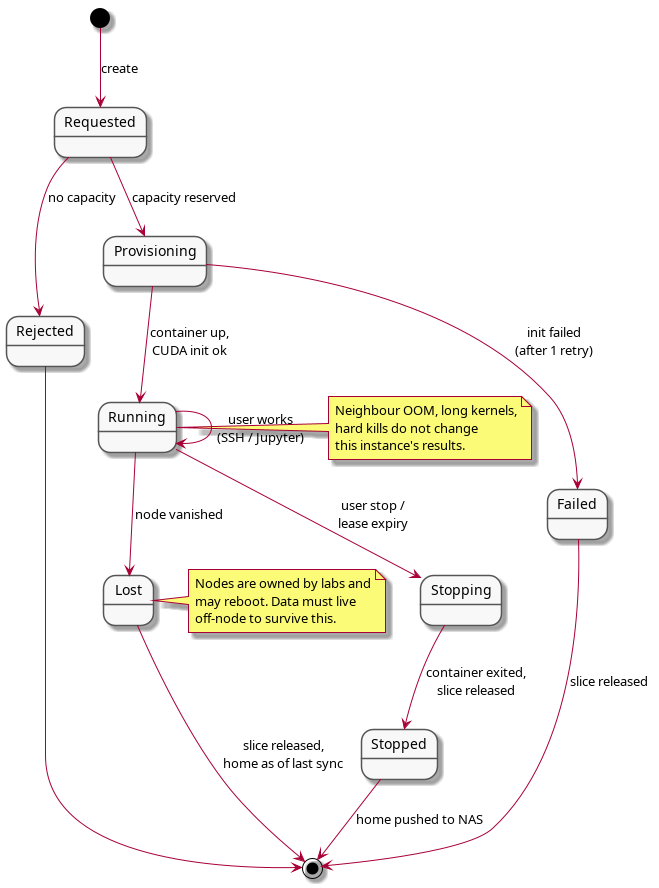 create
Requested
no capacity
capacity reserved
Provisioning
Rejected
container up,
CUDA init ok
init failed
(after 1 retry)
Running
user works
(SSH / Jupyter)
Neighbour OOM, long kernels,
hard kills do not change
this instance's results.
node vanished
user stop /
lease expiry
Failed
Lost
Nodes are owned by labs and
may reboot. Data must live
off-node to survive this.
Stopping
container exited,
slice released
slice released
slice released,
home as of last sync
Stopped
home pushed to NAS